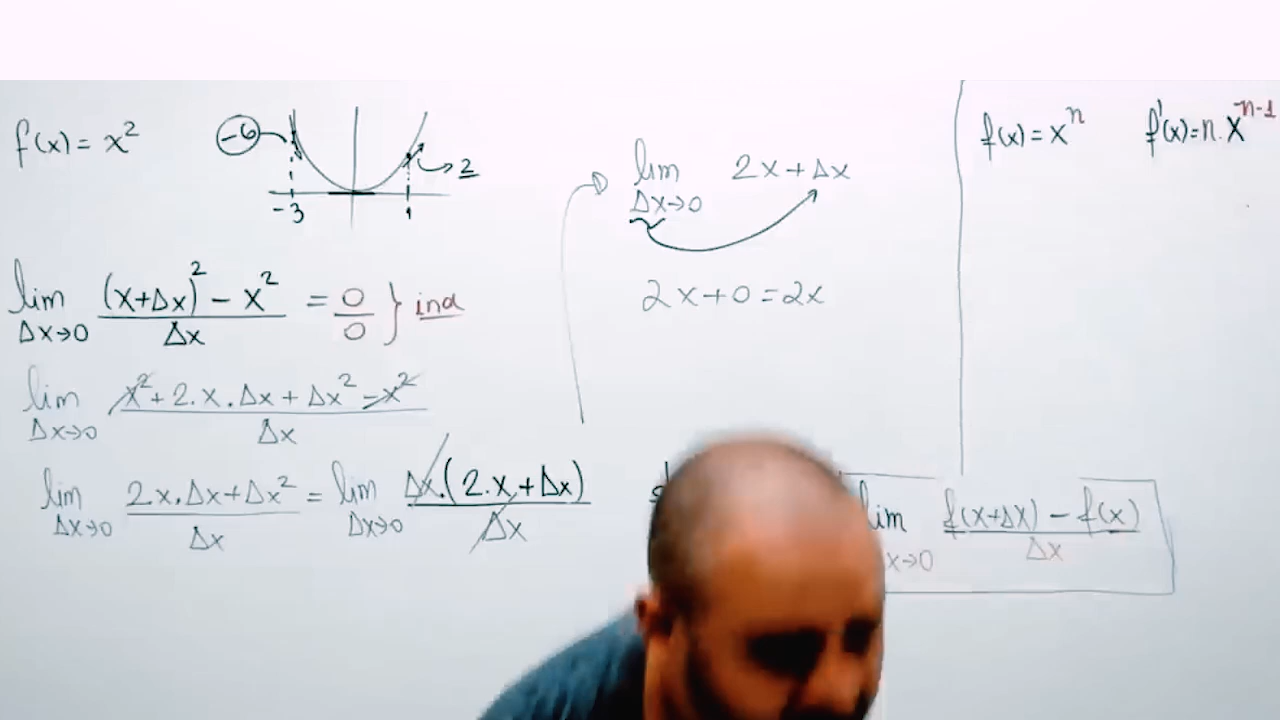 f(x) = x²
-6
2
-3
1
lim Δx→0 (x+Δx)² - x² / Δx = 0/0 } ind
lim Δx→0 x² + 2.x.Δx + Δx² - x² / Δx
lim Δx→0 2x.Δx+Δx² / Δx = lim Δx→0 Δx.(2.x+Δx) / Δx
lim Δx→0 2x+Δx
2x+0=2x
f(x) = x^n f'(x)=n.x^n-1
lim x→0 f(x+Δx) - f(x) / Δx